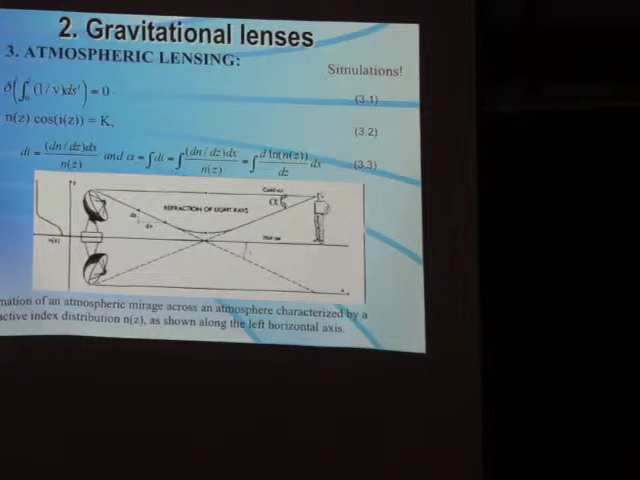 2. Gravitational lenses
3. ATMOSPHERIC LENSING:
Simulations!
δ(∫(1/v)ds')=0 (3.1)
n(z) cos(i(z)) = K, (3.2)
di = (dn/dz)dx / n(z) and α = ∫di = ∫(dn/dz)dx / n(z) = ∫ d ln(n(z)) / dz dx (3.3)
Cold air
α
REFRACTION OF LIGHT RAYS
n(z)
Hot air
mation of an atmospheric mirage across an atmosphere characterized by a
active index distribution n(z), as shown along the left horizontal axis.